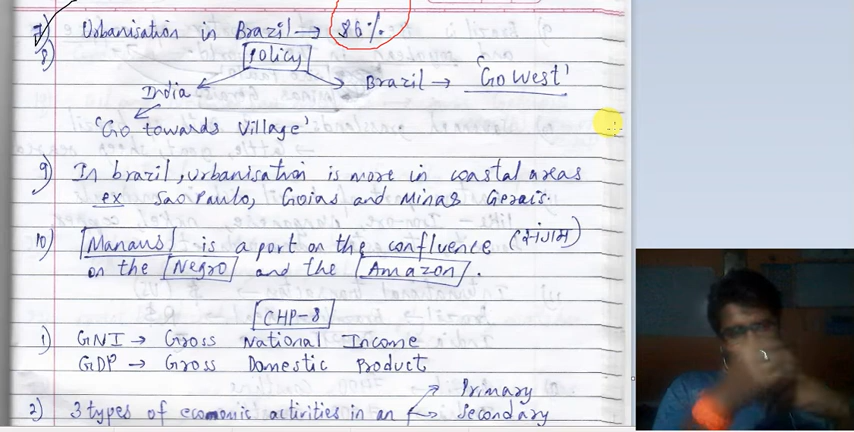 7) Urbanisation in Brazil → 86%.
8) Policy
India Brazil → 'Go west'
'Go towards village'
9) In brazil, urbanisation is more in coastal areas
ex Sao Paulo, Goias and Minas Gerais.
10) Manaus is a port on the confluence (संगम)
on the Negro and the Amazon.
CHP-8
1) GNI → Gross National Income
GDP → Gross Domestic Product
2) 3 types of economic activities in an Primary
Secondary